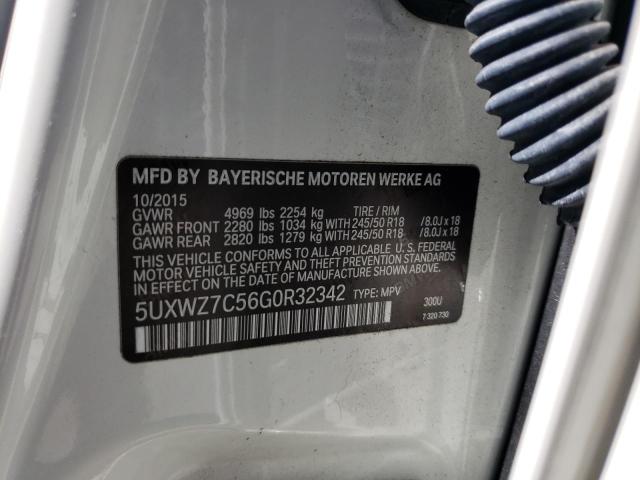 MFD BY BAYERISCHE MOTOREN WERKE AG
10/2015
GVWR 4969 lbs 2254 kg TIRE / RIM
GAWR FRONT 2280 lbs 1034 kg WITH 245/50 R18 / 8.0J x 18
GAWR REAR 2820 lbs 1279 kg WITH 245/50 R18 / 8.0J x 18
THIS VEHICLE CONFORMS TO ALL APPLICABLE U. S. FEDERAL
MOTOR VEHICLE SAFETY, BUMPER, AND THEFT PREVENTION STANDARDS
IN EFFECT ON THE DATE OF MANUFACTURE SHOWN ABOVE.
5UXWZ7C56G0R32342 TYPE: MPV 300U
7 320 730